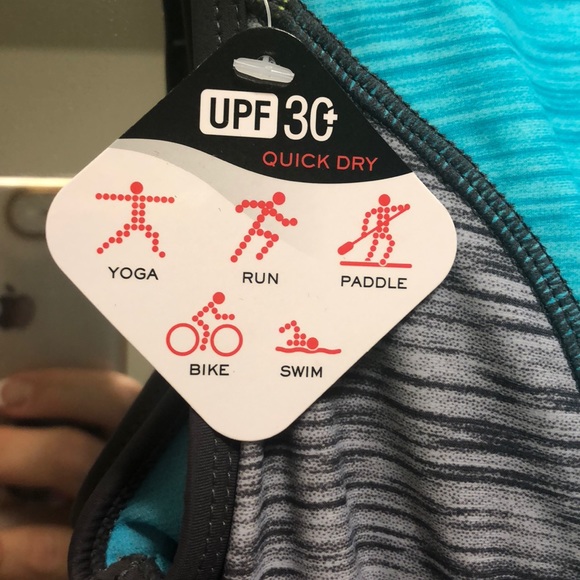 UPF 30+
QUICK DRY
YOGA
RUN
PADDLE
BIKE
SWIM